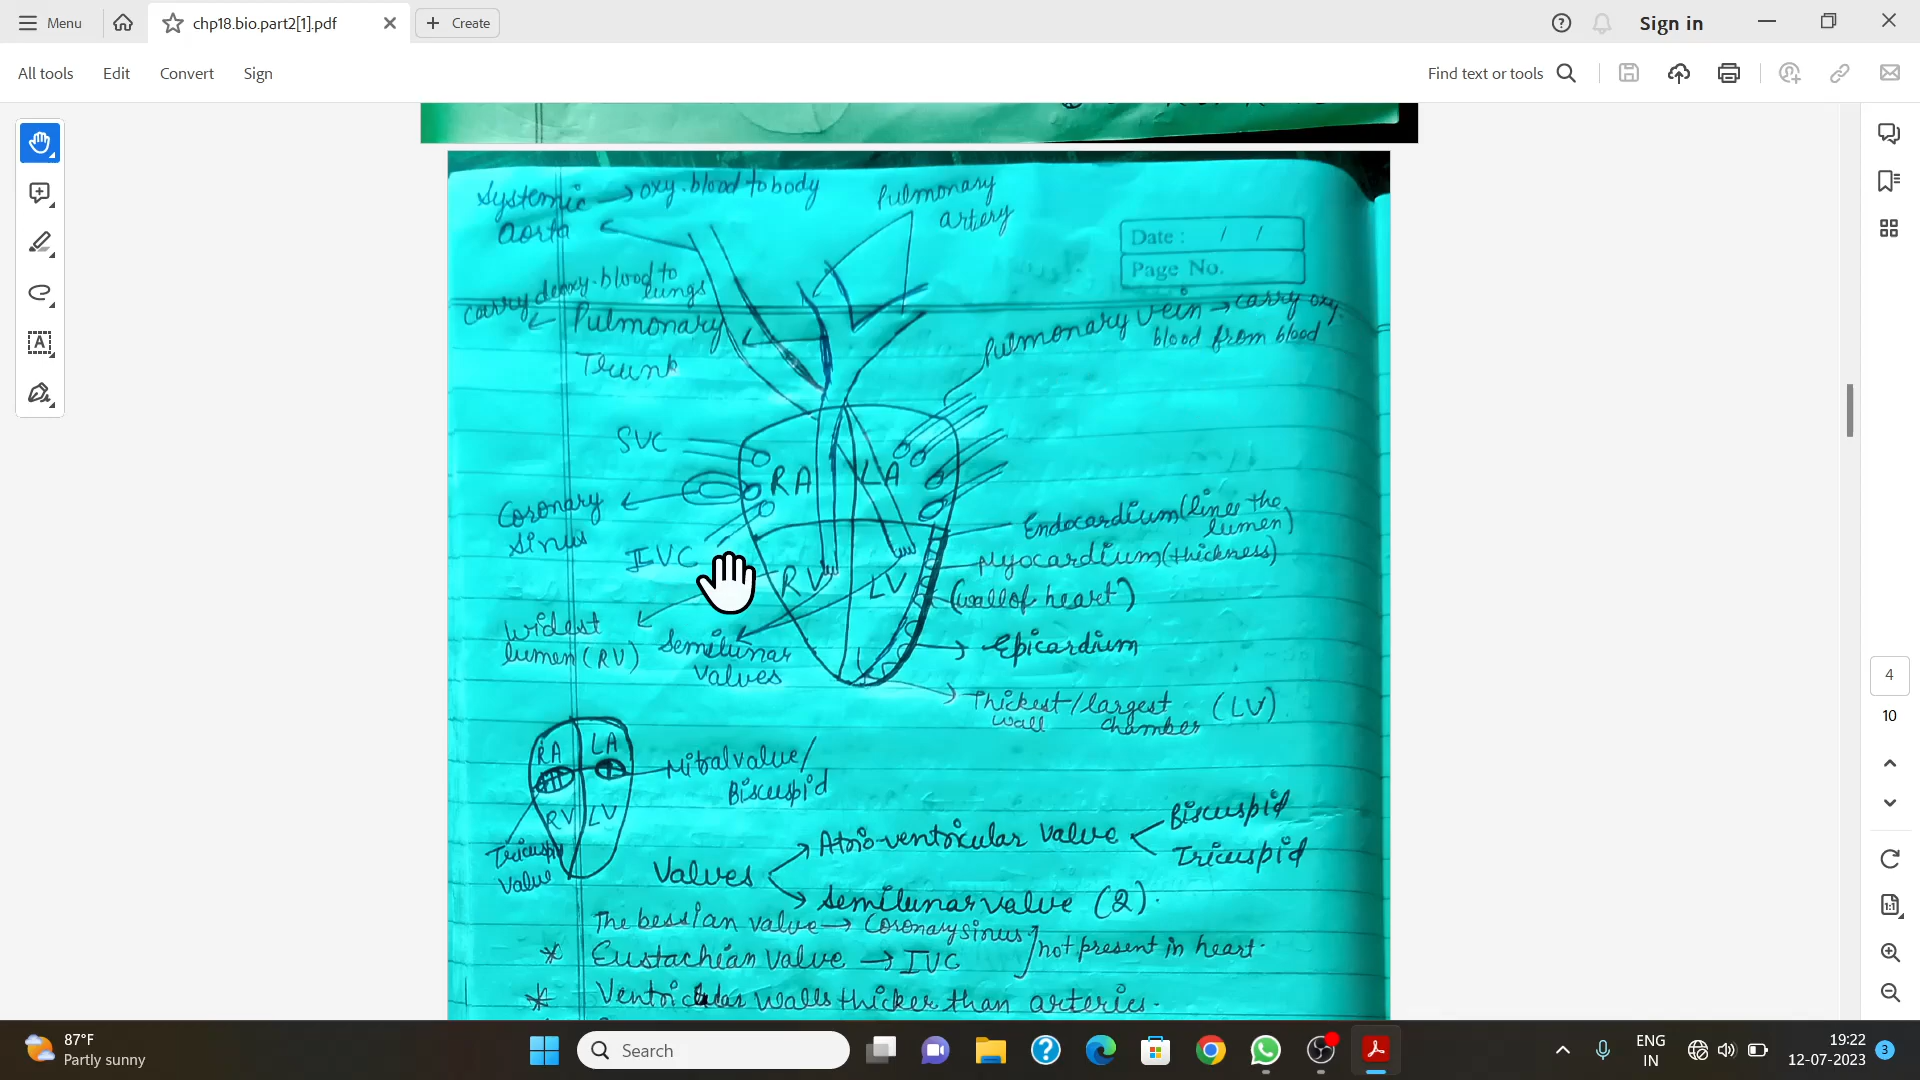 Menu
chp18.bio.part2[1].pdf
Create
Sign in
All tools
Edit
Convert
Sign
Find text or tools
Systemic → oxy.blood to body
aorta
Pulmonary
artery
Date : / /
Page No.
carry deoxy.blood to
lungs
Pulmonary
Trunk
Pulmonary vein → carry oxy.
blood from blood
SVC
RA
LA
Coronary
sinus
IVC
Endocardium (lines the
lumen)
Myocardium (thickness)
RV
LV
(wall of heart)
Widest
lumen (RV)
Semilunar
Valves
Epicardium
Thickest/largest (LV)
wall chamber
RA
LA
Mitral valve/
Biscuspid
RV
LV
Tricuspid
Valve
Valves
Atrio-ventricular valve
Biscuspid
Tricuspid
Semilunar valve (2).
The bessian valve → Coronary sinus
not present in heart.
* Eustachian valve → IVC
* Ventricular walls thicker than arteries.
4
10
1:1
87°F
Partly sunny
Search
ENG
IN
19:22
12-07-2023
3